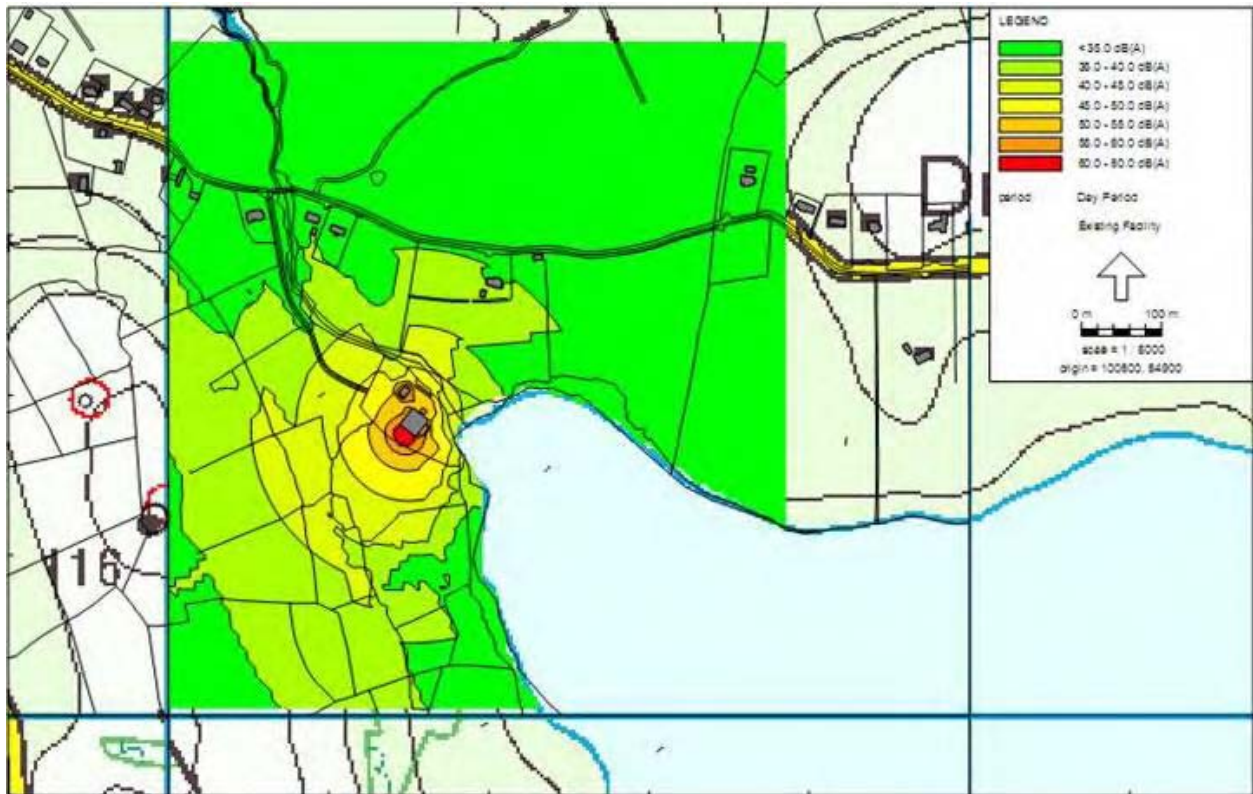 LEGEND
<35.0 dB(A)
35.0 - 40.0 dB(A)
40.0 - 45.0 dB(A)
45.0 - 50.0 dB(A)
50.0 - 55.0 dB(A)
55.0 - 60.0 dB(A)
60.0 - 80.0 dB(A)
period Day Period
Existing Facility
0 m 100 m
scale = 1 : 5000
116